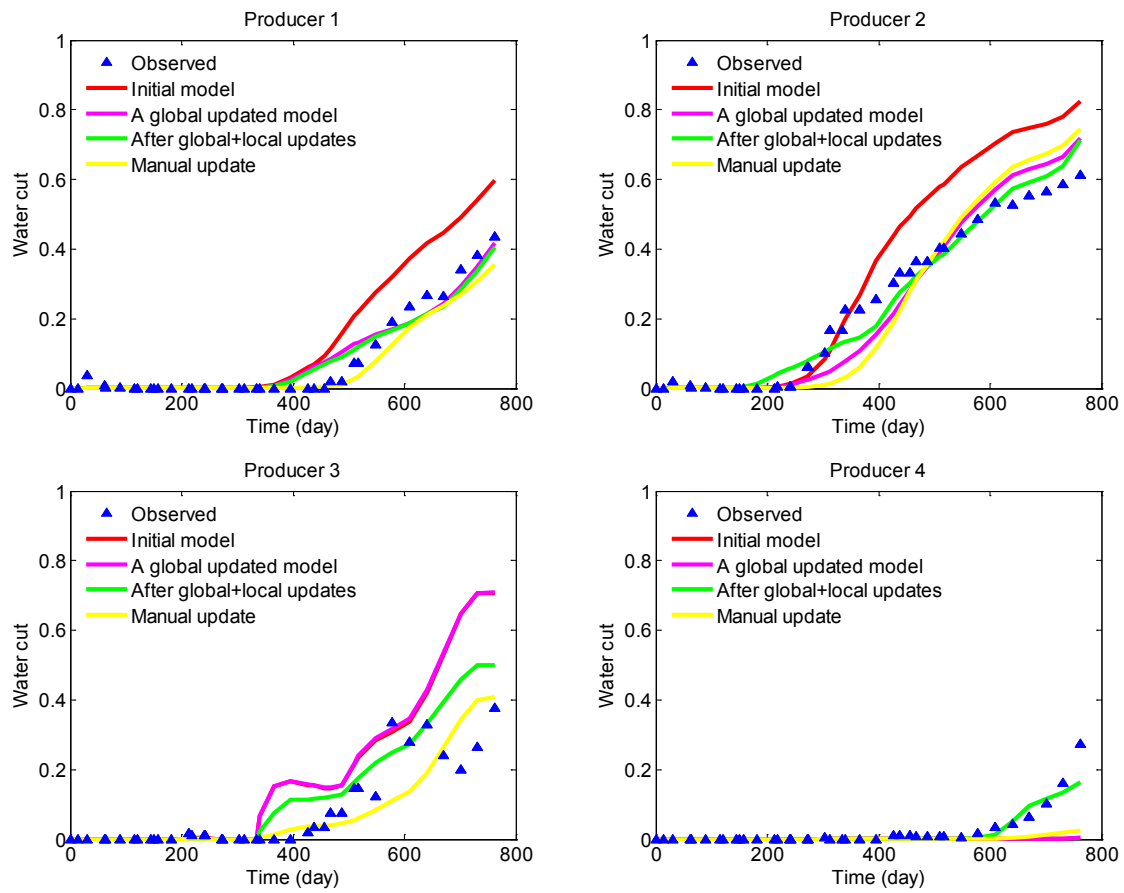 Producer 1
1
0.8
0.6
0.4
0.2
0
0 200 400 600 800
Water cut
Time (day)
Observed
Initial model
A global updated model
After global+local updates
Manual update
Producer 2
1
0.8
0.6
0.4
0.2
0
0 200 400 600 800
Water cut
Time (day)
Observed
Initial model
A global updated model
After global+local updates
Manual update
Producer 3
1
0.8
0.6
0.4
0.2
0
0 200 400 600 800
Water cut
Time (day)
Observed
Initial model
A global updated model
After global+local updates
Manual update
Producer 4
1
0.8
0.6
0.4
0.2
0
0 200 400 600 800
Water cut
Time (day)
Observed
Initial model
A global updated model
After global+local updates
Manual update